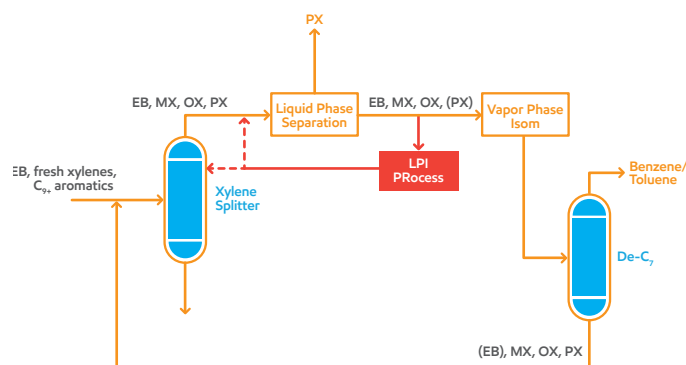 PX
EB, MX, OX, PX
Liquid Phase
Separation
EB, MX, OX, (PX)
Vapor Phase
Isom
LPI
PRocess
EB, fresh xylenes,
C₉₊ aromatics
Xylene
Splitter
Benzene/
Toluene
De-C₇
(EB), MX, OX, PX